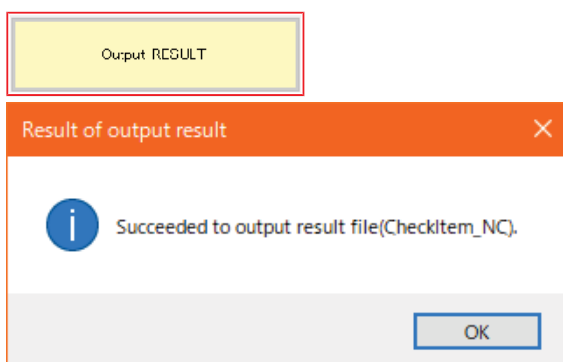 Output RESULT
Result of output result
Succeeded to output result file(CheckItem_NC).
OK